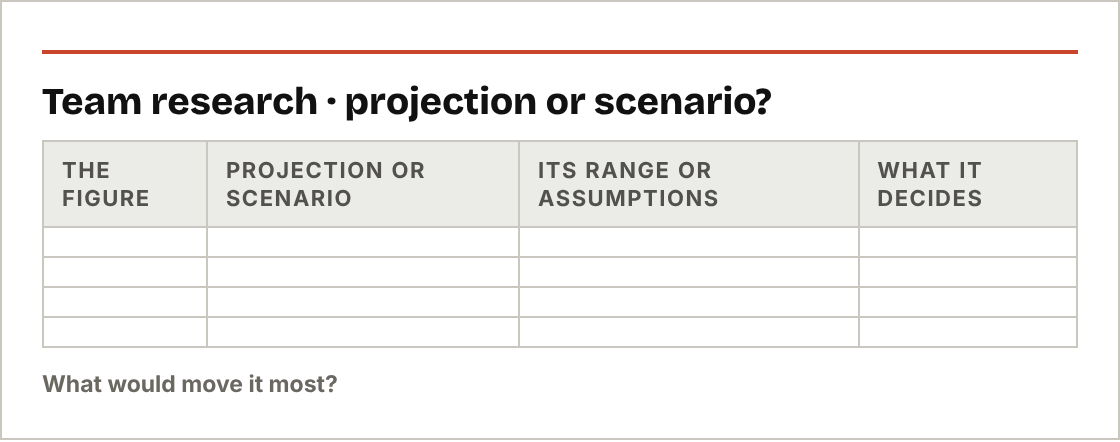 Team research · projection or scenario?
THE
FIGURE
PROJECTION OR
SCENARIO
ITS RANGE OR
ASSUMPTIONS
WHAT IT
DECIDES
What would move it most?